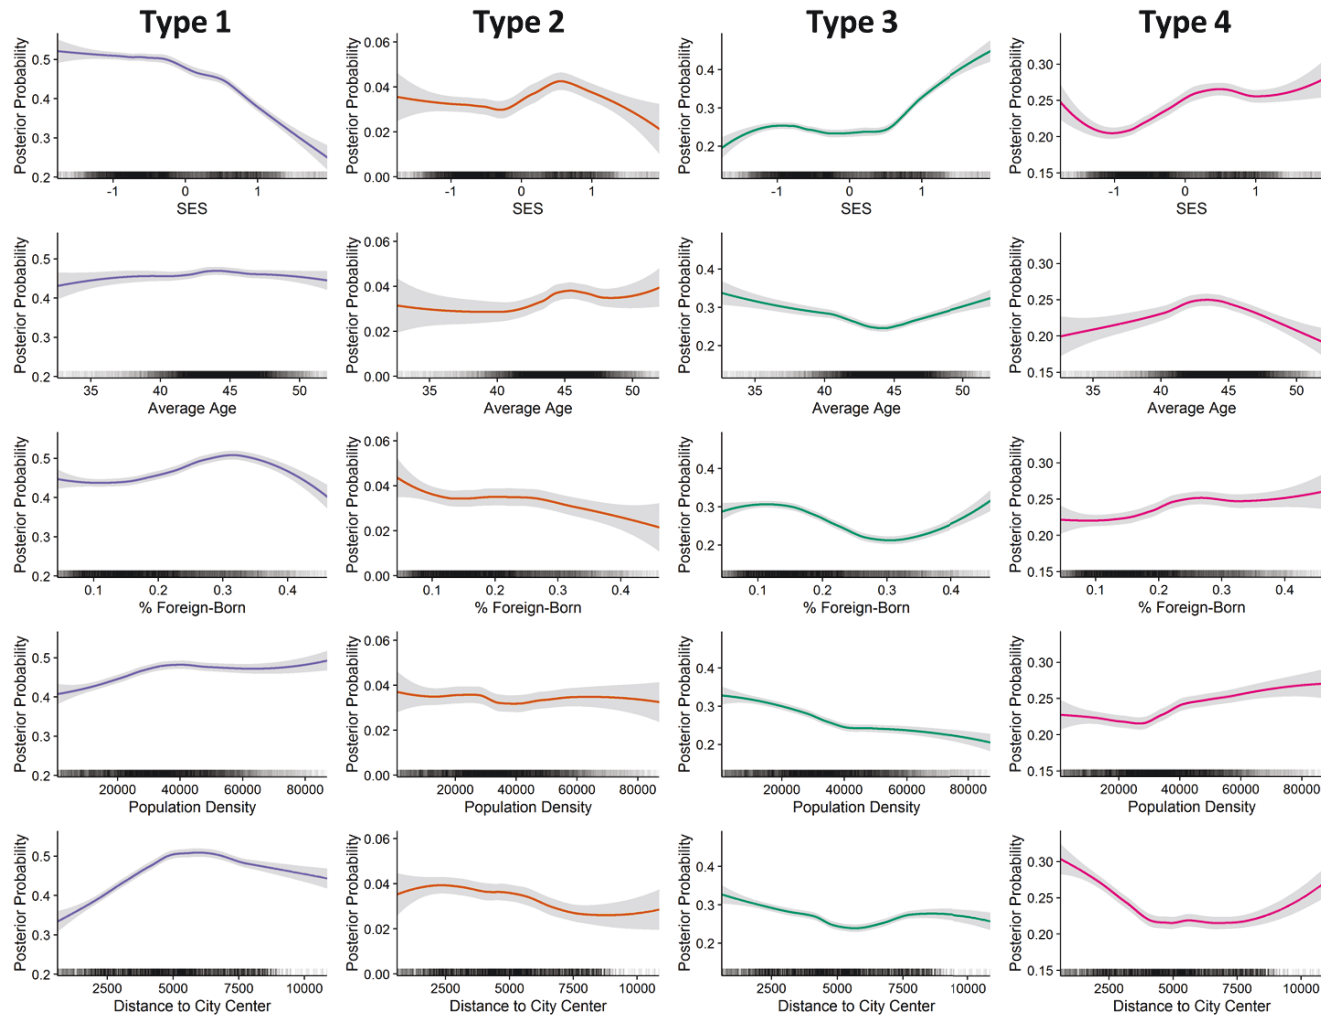 Type 1 Type 2 Type 3 Type 4
Posterior Probability Posterior Probability Posterior Probability Posterior Probability
0.5 0.06 0.4 0.30
0.4 0.04 0.3 0.25
0.3 0.02 0.2 0.20
0.2 0.00 0.15
-1 0 1 -1 0 1 -1 0 1 -1 0 1
SES SES SES SES
Posterior Probability Posterior Probability Posterior Probability Posterior Probability
0.5 0.06 0.4 0.30
0.4 0.04 0.3 0.25
0.3 0.02 0.2 0.20
0.2 0.00 0.15
35 40 45 50 35 40 45 50 35 40 45 50 35 40 45 50
Average Age Average Age Average Age Average Age
Posterior Probability Posterior Probability Posterior Probability Posterior Probability
0.5 0.06 0.4 0.30
0.4 0.04 0.3 0.25
0.3 0.02 0.2 0.20
0.2 0.00 0.15
0.1 0.2 0.3 0.4 0.1 0.2 0.3 0.4 0.1 0.2 0.3 0.4 0.1 0.2 0.3 0.4
% Foreign-Born % Foreign-Born % Foreign-Born % Foreign-Born
Posterior Probability Posterior Probability Posterior Probability Posterior Probability
0.5 0.06 0.4 0.30
0.4 0.04 0.3 0.25
0.3 0.02 0.2 0.20
0.2 0.00 0.15
20000 40000 60000 80000 20000 40000 60000 80000 20000 40000 60000 80000 20000 40000 60000 80000
Population Density Population Density Population Density Population Density
Posterior Probability Posterior Probability Posterior Probability Posterior Probability
0.5 0.06 0.4 0.30
0.4 0.04 0.3 0.25
0.3 0.02 0.2 0.20
0.2 0.00 0.15
2500 5000 7500 10000 2500 5000 7500 10000 2500 5000 7500 10000 2500 5000 7500 10000
Distance to City Center Distance to City Center Distance to City Center Distance to City Center